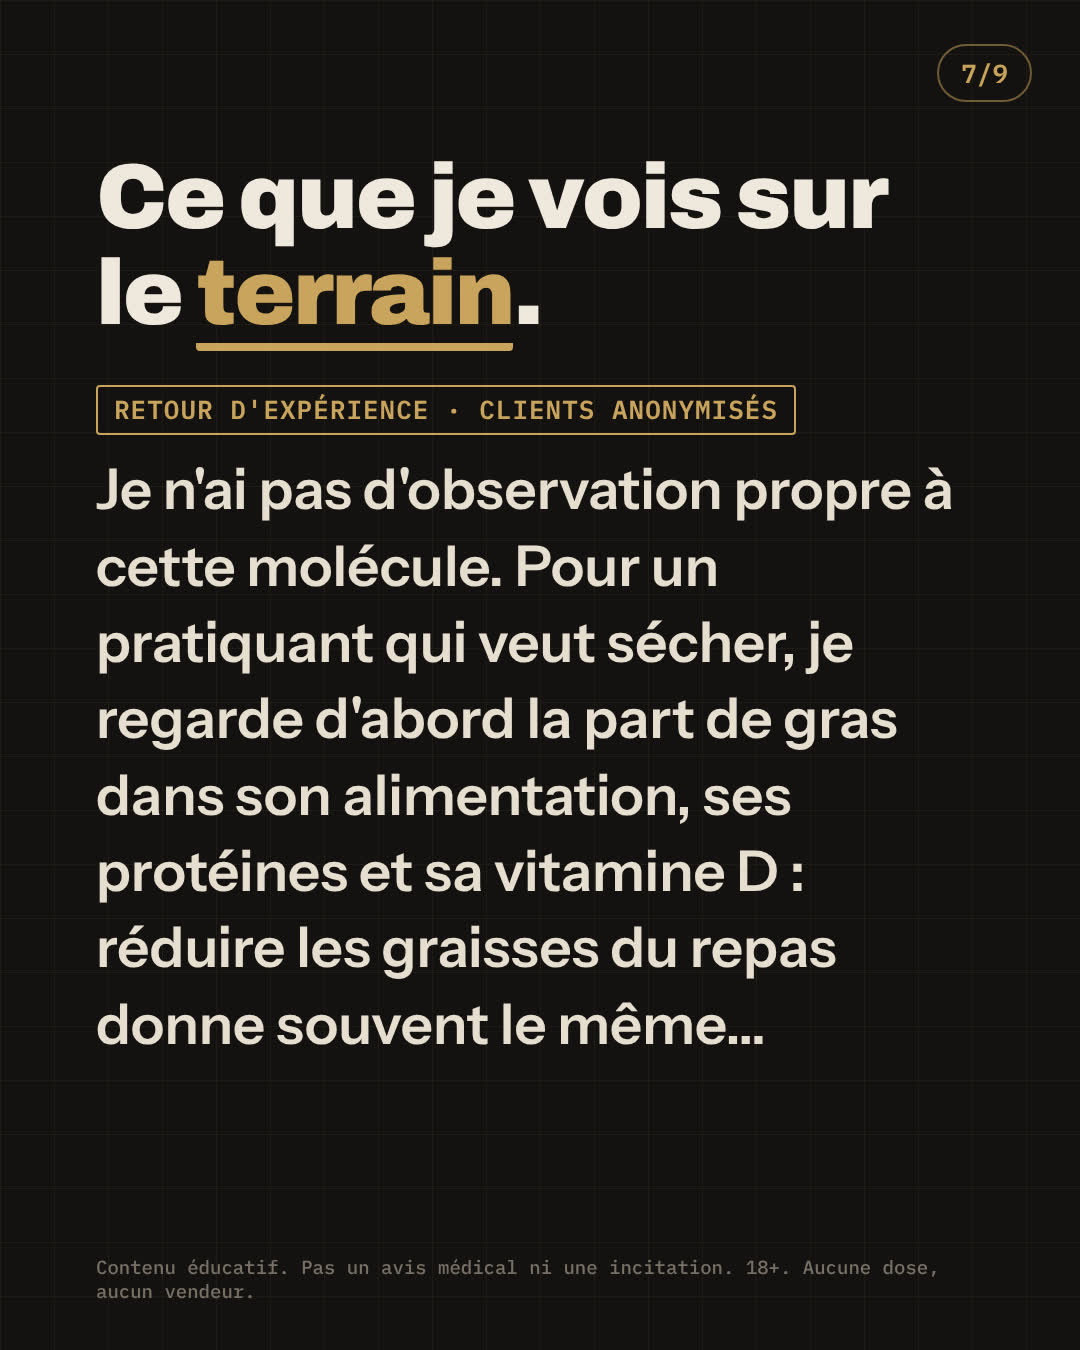 7/9
Ce que je vois sur
le terrain.
RETOUR D'EXPÉRIENCE · CLIENTS ANONYMISÉS
Je n'ai pas d'observation propre à
cette molécule. Pour un
pratiquant qui veut sécher, je
regarde d'abord la part de gras
dans son alimentation, ses
protéines et sa vitamine D :
réduire les graisses du repas
donne souvent le même...
Contenu éducatif. Pas un avis médical ni une incitation. 18+. Aucune dose,
aucun vendeur.